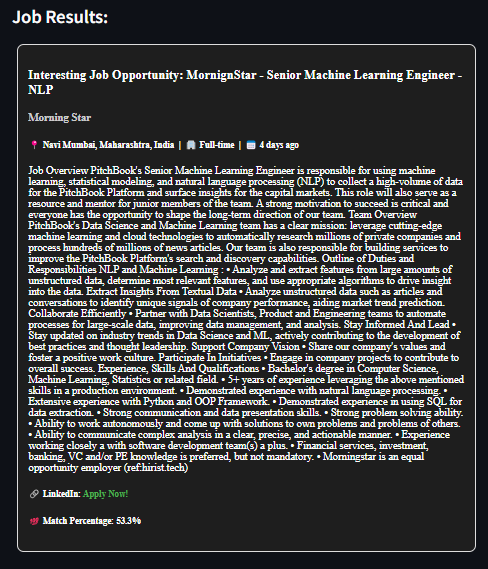 Job Results:
Interesting Job Opportunity: MornignStar - Senior Machine Learning Engineer -
NLP
Morning Star
Navi Mumbai, Maharashtra, India | Full-time | 4 days ago
Job Overview PitchBook's Senior Machine Learning Engineer is responsible for using machine
learning, statistical modeling, and natural language processing (NLP) to collect a high-volume of data
for the PitchBook Platform and surface insights for the capital markets. This role will also serve as a
resource and mentor for junior members of the team. A strong motivation to succeed is critical and
everyone has the opportunity to shape the long-term direction of our team. Team Overview
PitchBook's Data Science and Machine Learning team has a clear mission: leverage cutting-edge
machine learning and cloud technologies to automatically research millions of private companies and
process hundreds of millions of news articles. Our team is also responsible for building services to
improve the PitchBook Platform's search and discovery capabilities. Outline of Duties and
Responsibilities NLP and Machine Learning : • Analyze and extract features from large amounts of
unstructured data, determine most relevant features, and use appropriate algorithms to drive insight
into the data. Extract Insights From Textual Data • Analyze unstructured data such as articles and
conversations to identify unique signals of company performance, aiding market trend prediction.
Collaborate Efficiently • Partner with Data Scientists, Product and Engineering teams to automate
processes for large-scale data, improving data management, and analysis. Stay Informed And Lead •
Stay updated on industry trends in Data Science and ML, actively contributing to the development of
best practices and thought leadership. Support Company Vision • Share our company's values and
foster a positive work culture. Participate In Initiatives • Engage in company projects to contribute to
overall success. Experience, Skills And Qualifications • Bachelor's degree in Computer Science,
Machine Learning, Statistics or related field. • 5+ years of experience leveraging the above mentioned
skills in a production environment. • Demonstrated experience with natural language processing. •
Extensive experience with Python and OOP Framework. • Demonstrated experience in using SQL for
data extraction. • Strong communication and data presentation skills. • Strong problem solving ability.
• Ability to work autonomously and come up with solutions to own problems and problems of others.
• Ability to communicate complex analysis in a clear, precise, and actionable manner. • Experience
working closely a with software development team(s) a plus. • Financial services, investment,
banking, VC and/or PE knowledge is preferred, but not mandatory. • Morningstar is an equal
opportunity employer (ref:hirist.tech)
LinkedIn: Apply Now!
Match Percentage: 53.3%